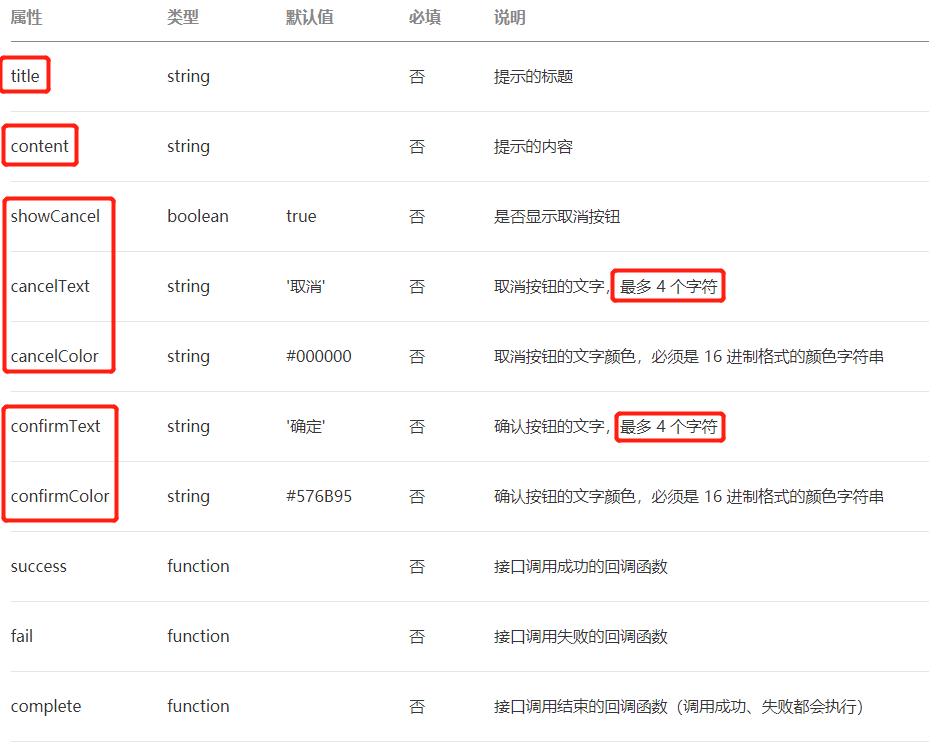 属性 类型 默认值 必填 说明
title string 否 提示的标题
content string 否 提示的内容
showCancel boolean true 否 是否显示取消按钮
cancelText string '取消' 否 取消按钮的文字，最多 4 个字符
cancelColor string #000000 否 取消按钮的文字颜色，必须是 16 进制格式的颜色字符串
confirmText string '确定' 否 确认按钮的文字，最多 4 个字符
confirmColor string #576B95 否 确认按钮的文字颜色，必须是 16 进制格式的颜色字符串
success function 否 接口调用成功的回调函数
fail function 否 接口调用失败的回调函数
complete function 否 接口调用结束的回调函数（调用成功、失败都会执行）